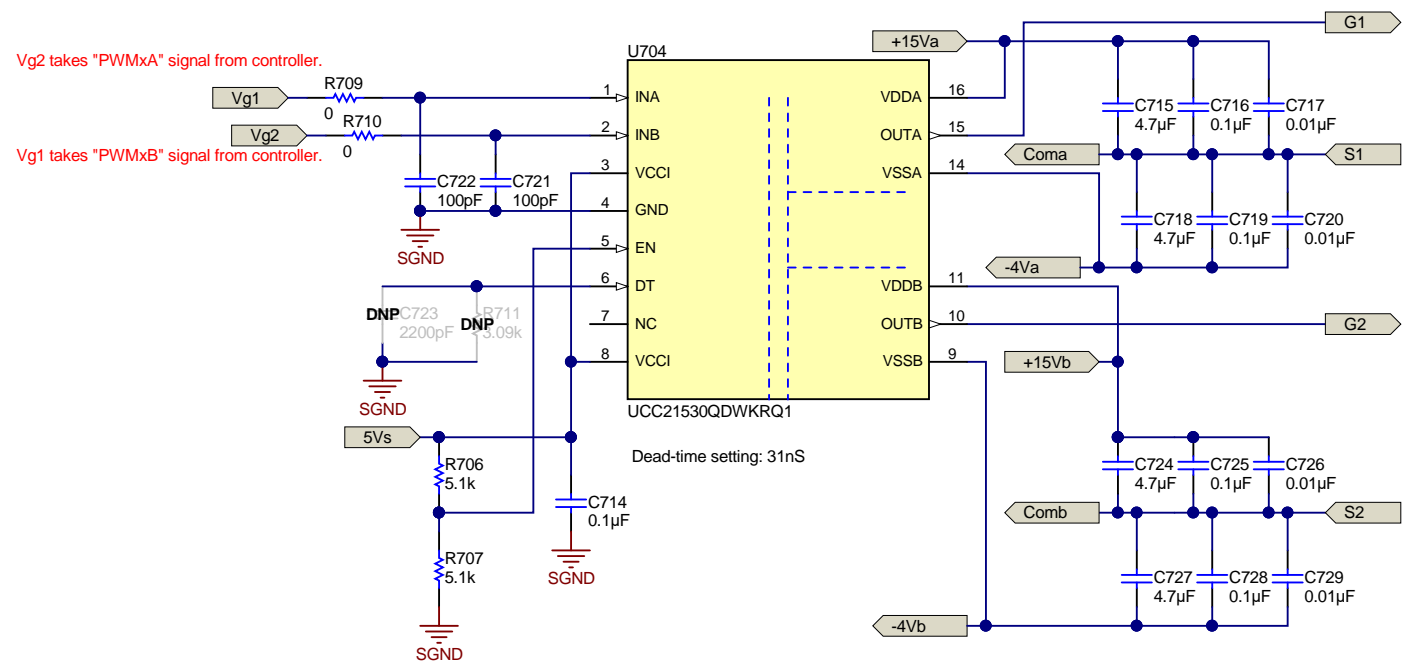 Vg2 takes "PWMxA" signal from controller.
Vg1
R709
0
Vg2
R710
0
Vg1 takes "PWMxB" signal from controller.
C722
100pF
C721
100pF
SGND
DNP
C723
2200pF
DNP
R711
3.09k
SGND
5Vs
R706
5.1k
R707
5.1k
SGND
C714
0.1µF
SGND
U704
1 INA
2 INB
3 VCCI
4 GND
5 EN
6 DT
7 NC
8 VCCI
VDDA 16
OUTA 15
VSSA 14
VDDB 11
OUTB 10
VSSB 9
UCC21530QDWKRQ1
Dead-time setting: 31nS
+15Va
G1
C715
4.7µF
C716
0.1µF
C717
0.01µF
Coma
S1
C718
4.7µF
C719
0.1µF
C720
0.01µF
-4Va
G2
+15Vb
C724
4.7µF
C725
0.1µF
C726
0.01µF
Comb
S2
C727
4.7µF
C728
0.1µF
C729
0.01µF
-4Vb